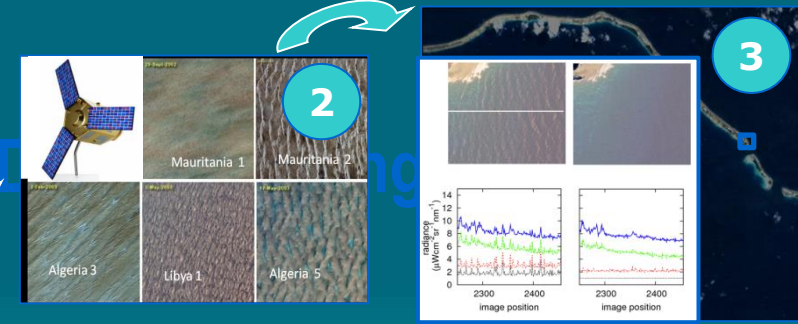 2
Mauritania 1
Mauritania 2
Algeria 3
Libya 1
Algeria 5
3
radiance
(µWcm⁻²sr⁻¹nm⁻¹)
14
12
10
8
6
4
2
0
2300
2400
image position
2300
2400
image position